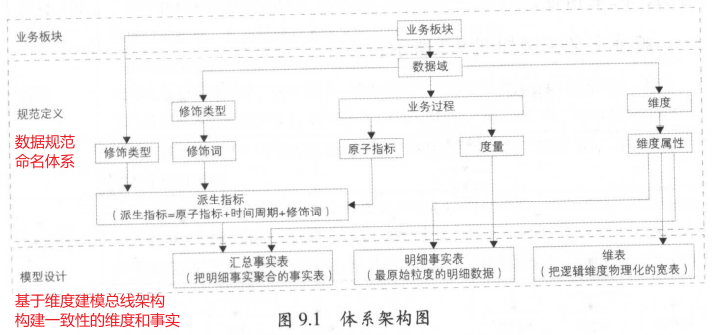 业务板块
业务板块
数据域
规范定义
修饰类型
业务过程
维度
数据规范
命名体系
修饰类型
修饰词
原子指标
度量
维度属性
派生指标
(派生指标=原子指标+时间周期+修饰词)
模型设计
汇总事实表
(把明细事实聚合的事实表)
明细事实表
(最原始粒度的明细数据)
维表
(把逻辑维度物理化的宽表)
基于维度建模总线架构
构建一致性的维度和事实
图 9.1 体系架构图